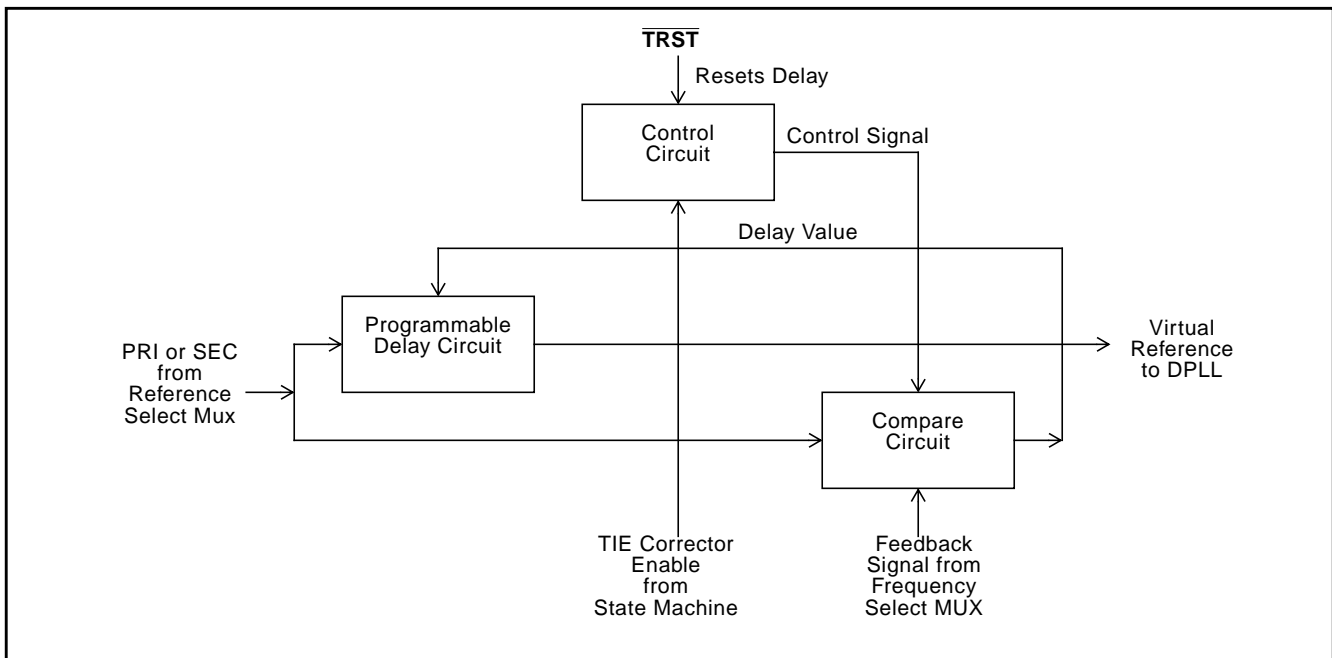 TRST
Resets Delay
Control
Circuit
Control Signal
Delay Value
Programmable
Delay Circuit
PRI or SEC
from
Reference
Select Mux
Virtual
Reference
to DPLL
Compare
Circuit
TIE Corrector
Enable
from
State Machine
Feedback
Signal from
Frequency
Select MUX